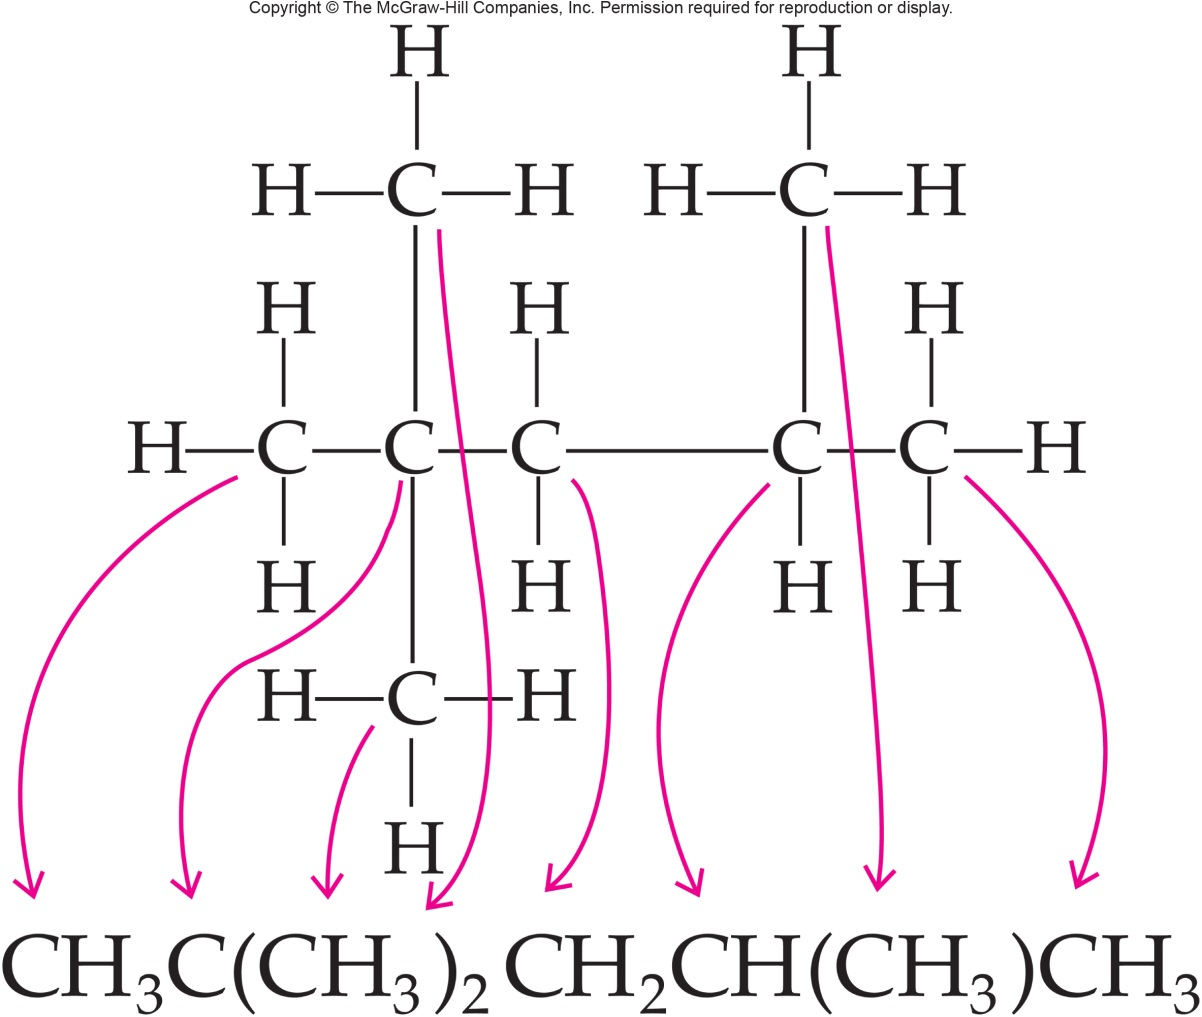 Copyright © The McGraw-Hill Companies, Inc. Permission required for reproduction or display.
H H
H C H H C H
H H H
H C C C C C H
H H H H
H C H
H
CH₃C(CH₃)₂CH₂CH(CH₃)CH₃